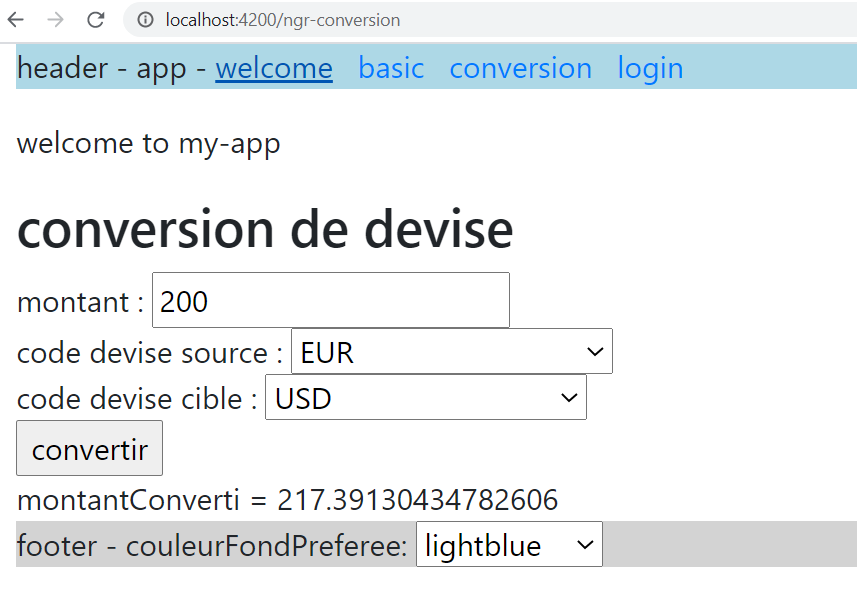 localhost:4200/ngr-conversion
header - app - welcome basic conversion login
welcome to my-app
conversion de devise
montant : 200
code devise source : EUR
code devise cible : USD
convertir
montantConverti = 217.39130434782606
footer - couleurFondPreferee: lightblue